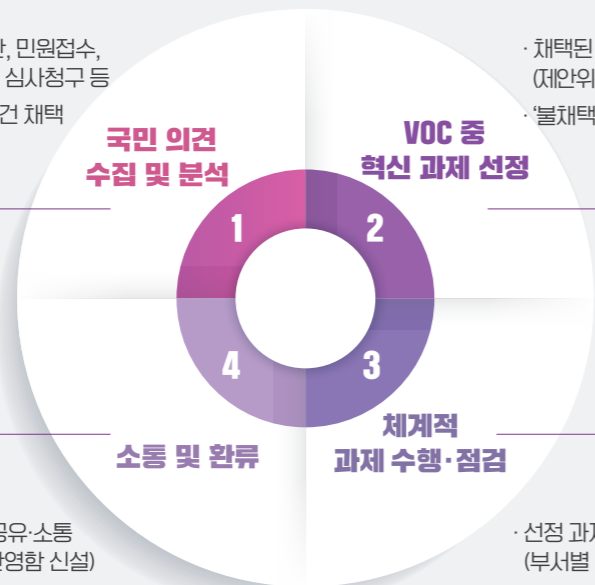 민원접수,
심사청구 등
건 채택
국민 의견
수집 및 분석
1
· 채택된
(제안위
· ‘불채택
VOC 중
혁신 과제 선정
2
4
소통 및 환류
공유·소통
반영함 신설)
3
체계적
과제 수행·점검
· 선정 과제
(부서별